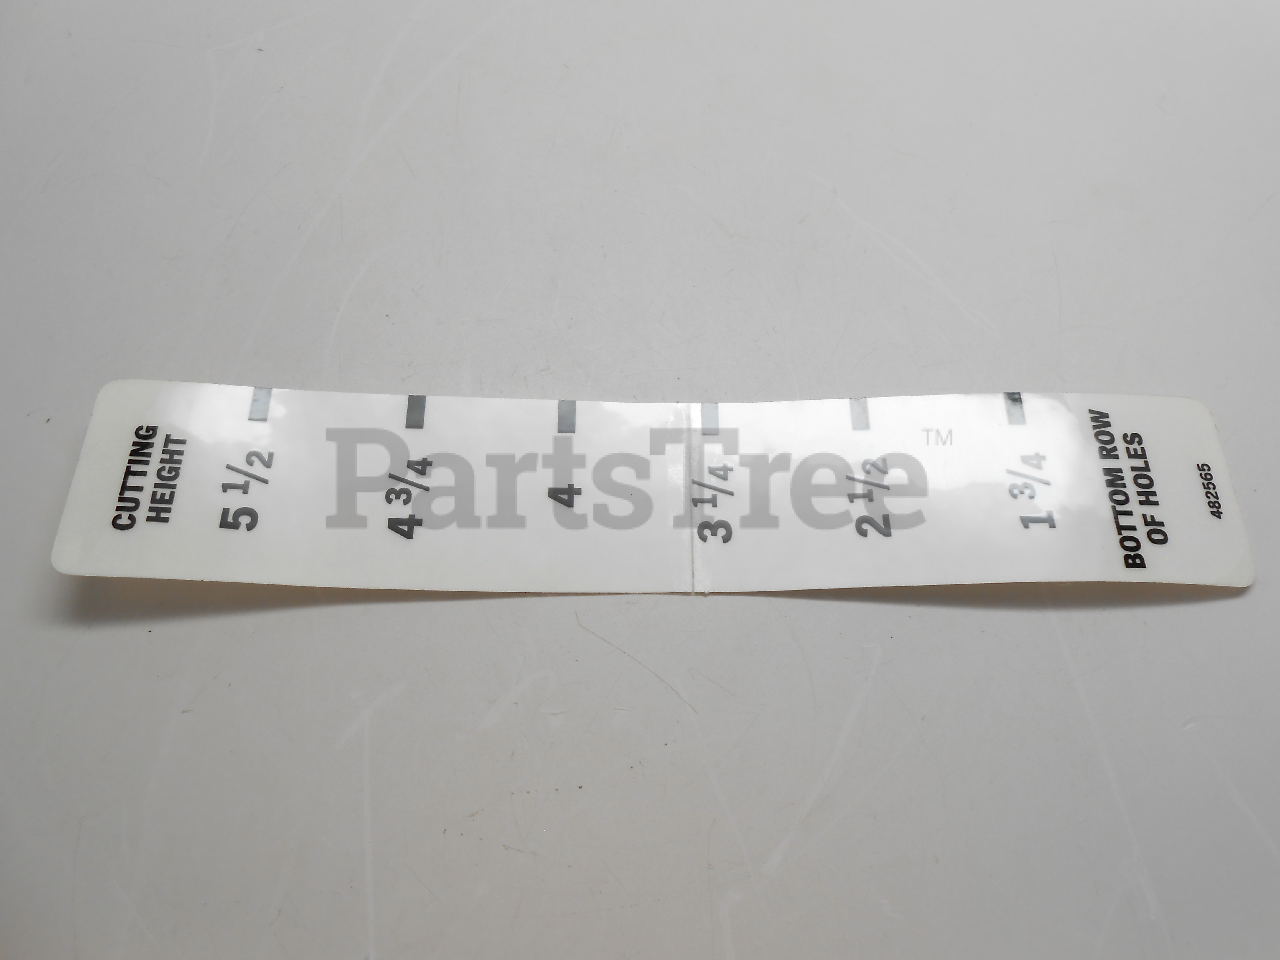 CUTTING
HEIGHT
5 1/2
4 3/4
4
3 1/4
2 1/2
1 3/4
BOTTOM ROW
OF HOLES
482565
PartsTree™